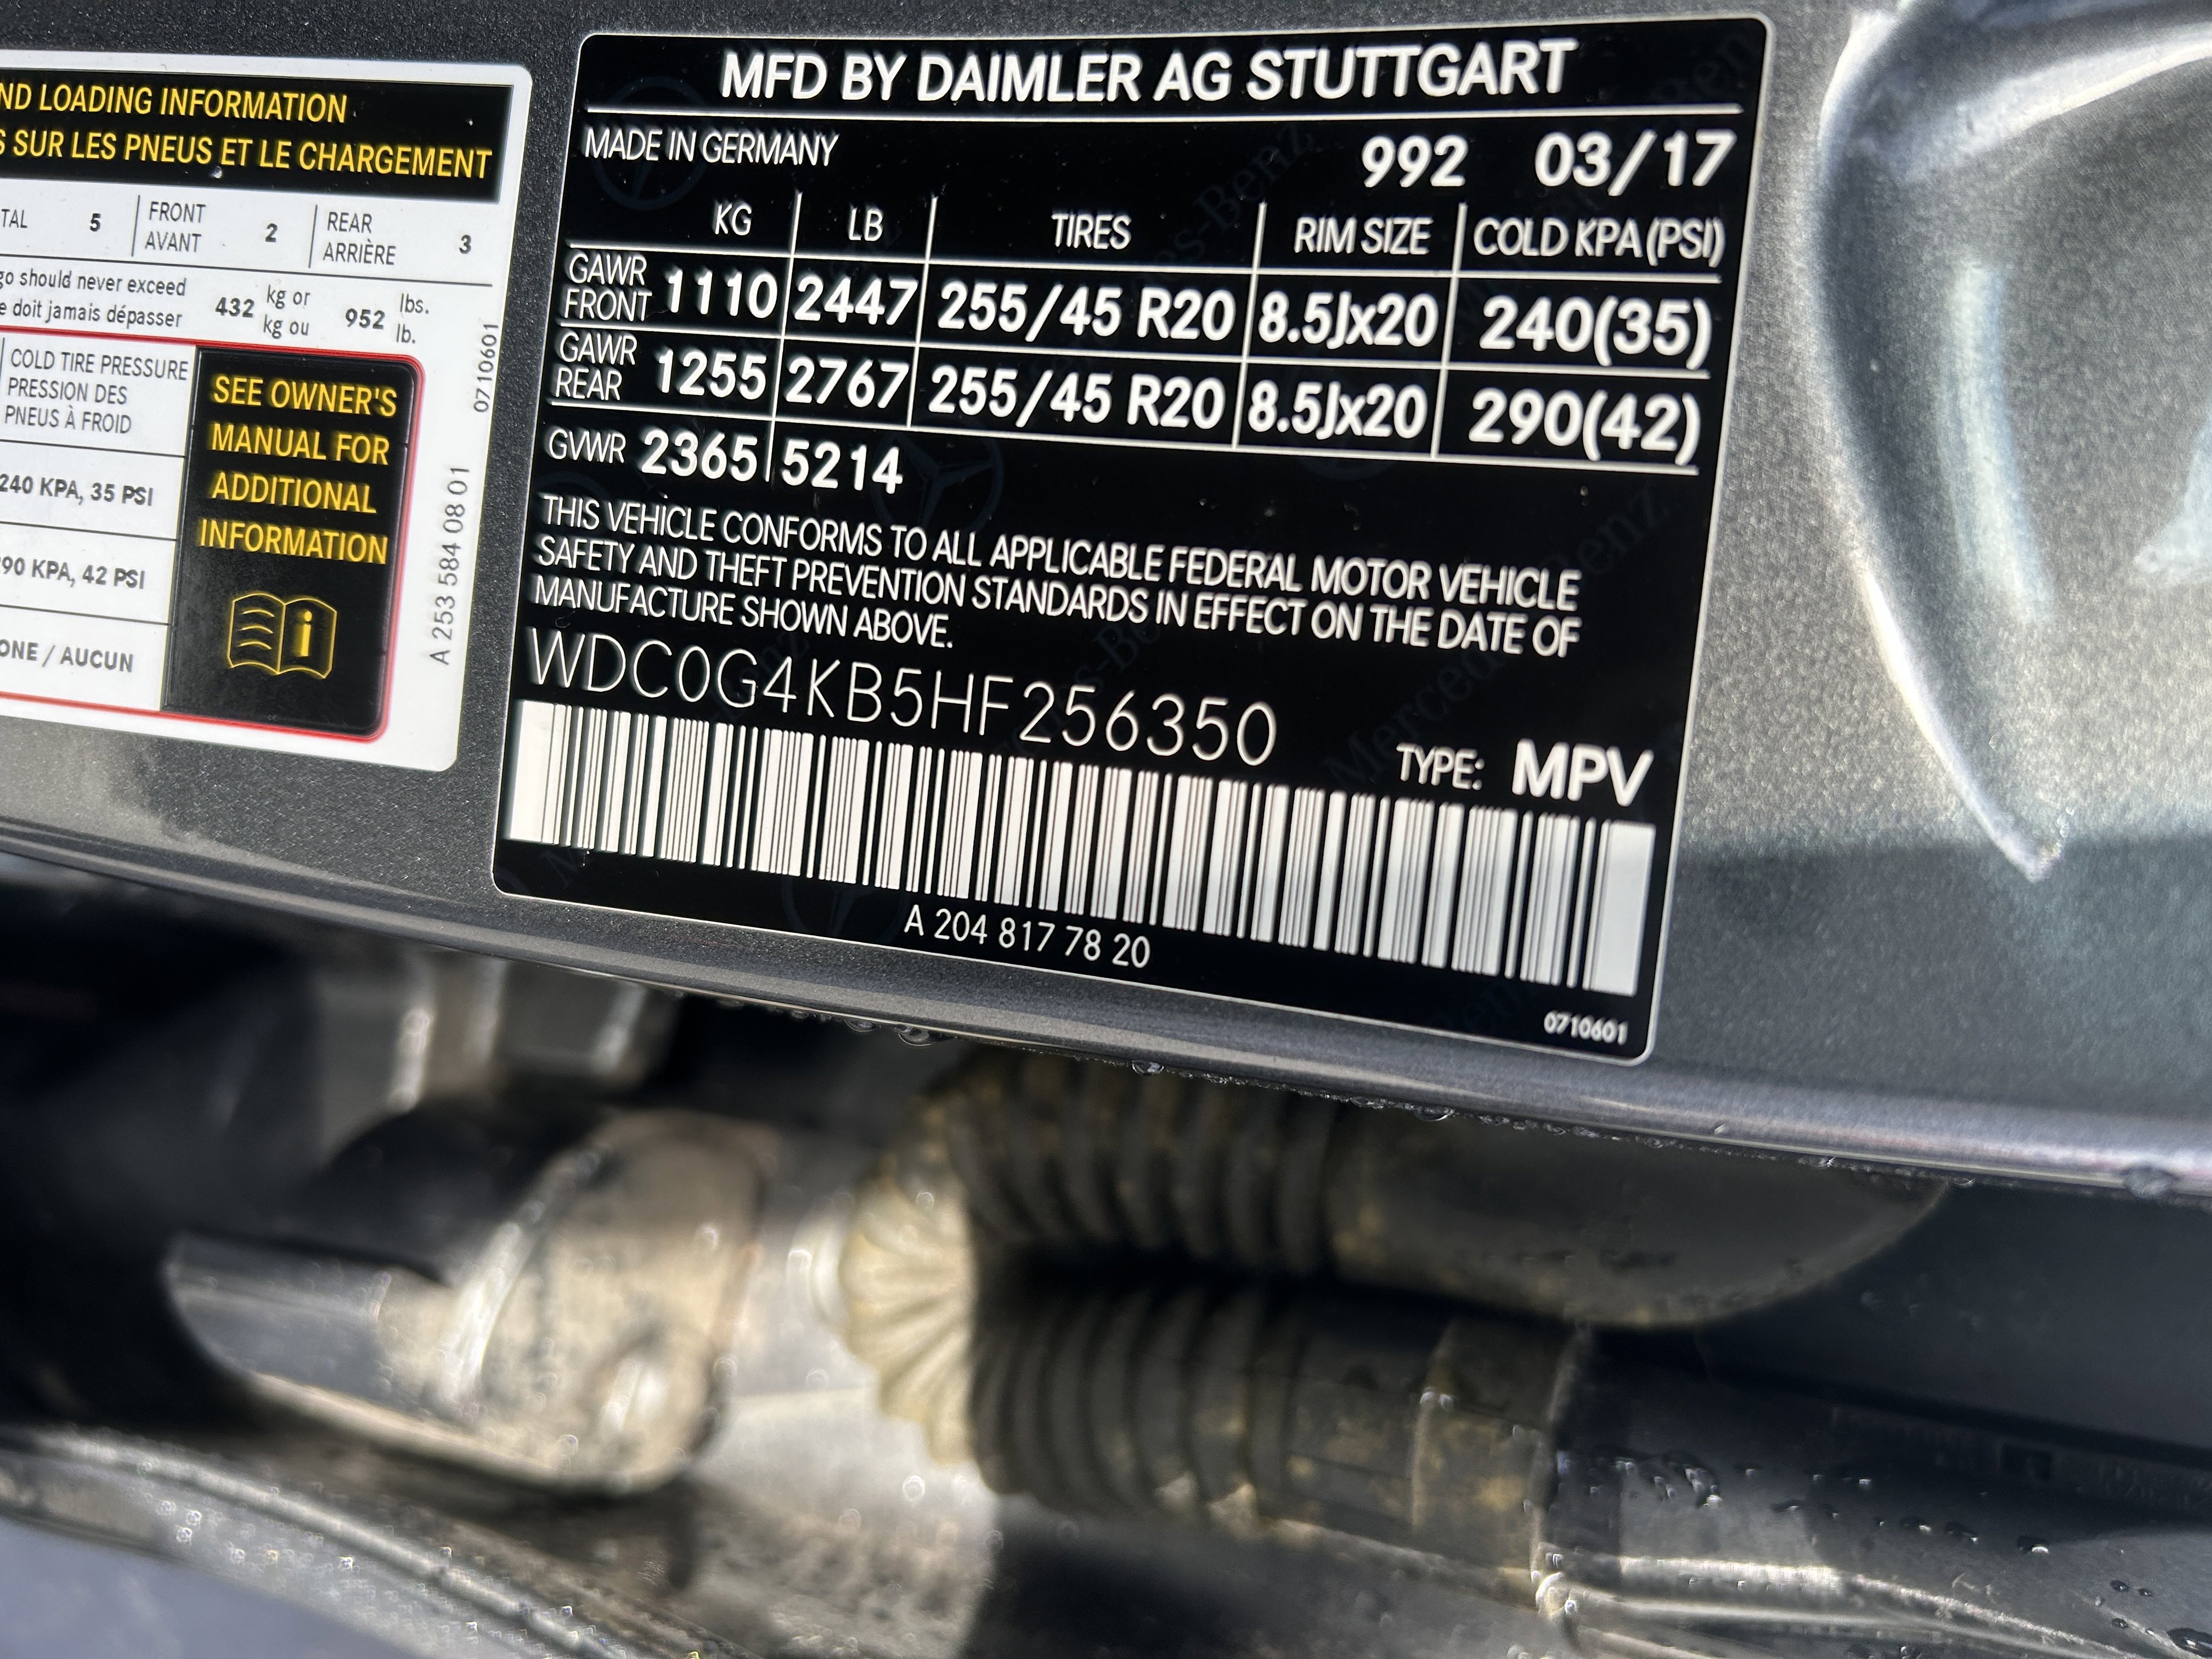 ND LOADING INFORMATION
S SUR LES PNEUS ET LE CHARGEMENT
TAL 5 FRONT AVANT 2 REAR ARRIÈRE 3
go should never exceed
e doit jamais dépasser
432 kg or kg ou 952 lbs. lb.
COLD TIRE PRESSURE
PRESSION DES
PNEUS À FROID
240 KPA, 35 PSI
90 KPA, 42 PSI
ONE / AUCUN
SEE OWNER'S
MANUAL FOR
ADDITIONAL
INFORMATION
i
0710601
A 253 584 08 01
MFD BY DAIMLER AG STUTTGART
MADE IN GERMANY 992 03/17
KG LB TIRES RIM SIZE COLD KPA (PSI)
GAWR FRONT 1110 2447 255/45 R20 8.5Jx20 240(35)
GAWR REAR 1255 2767 255/45 R20 8.5Jx20 290(42)
GVWR 2365 5214
THIS VEHICLE CONFORMS TO ALL APPLICABLE FEDERAL MOTOR VEHICLE
SAFETY AND THEFT PREVENTION STANDARDS IN EFFECT ON THE DATE OF
MANUFACTURE SHOWN ABOVE.
WDC0G4KB5HF256350
TYPE: MPV
A 204 817 78 20
0710601